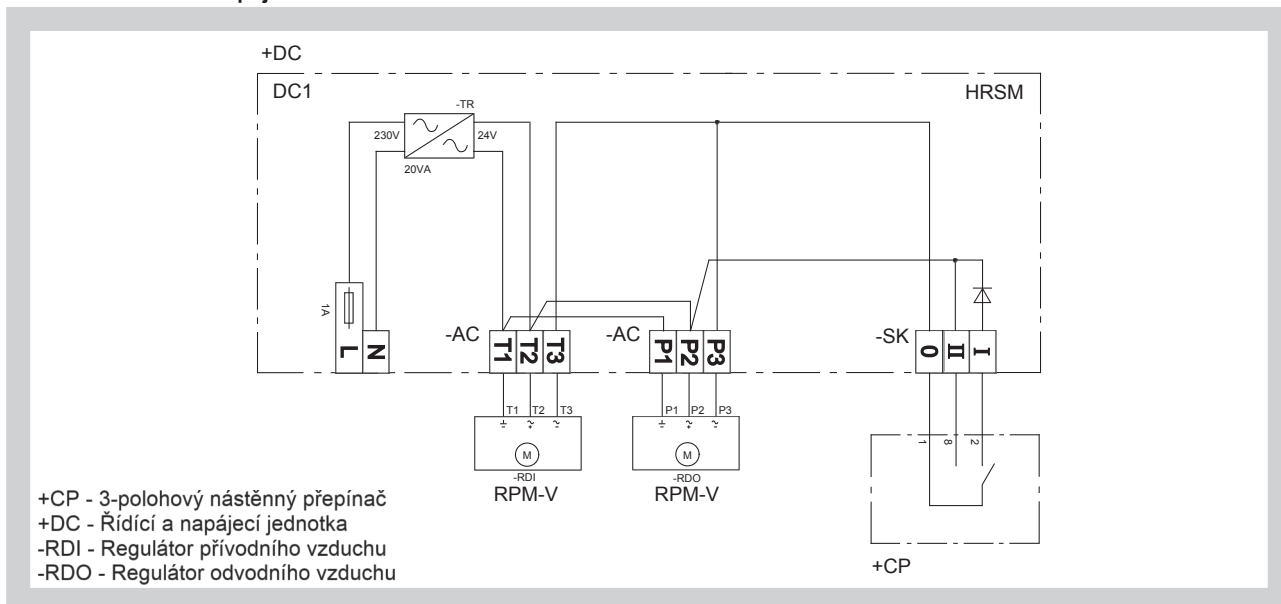 +DC
DC1
HRSM
-TR
230V
24V
20VA
1A
L
N
-AC
T1
T2
T3
-AC
P1
P2
P3
-SK
0
II
I
T1
T2
T3
P1
P2
P3
1
8
2
M
M
-RDI
-RDO
RPM-V
RPM-V
+CP
+CP - 3-polohový nástěnný přepínač
+DC - Řídící a napájecí jednotka
-RDI - Regulátor přívodního vzduchu
-RDO - Regulátor odvodního vzduchu